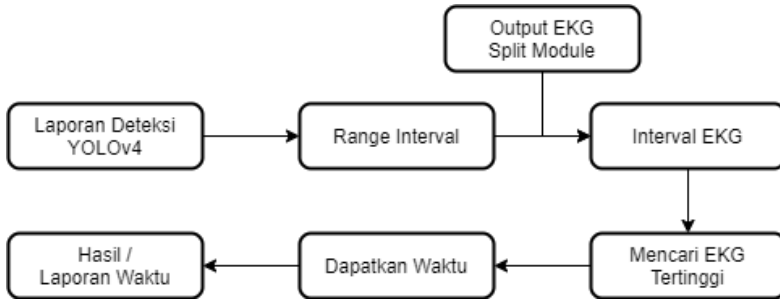 Output EKG
Split Module
Laporan Deteksi
YOLOv4
Range Interval
Interval EKG
Hasil /
Laporan Waktu
Dapatkan Waktu
Mencari EKG
Tertinggi